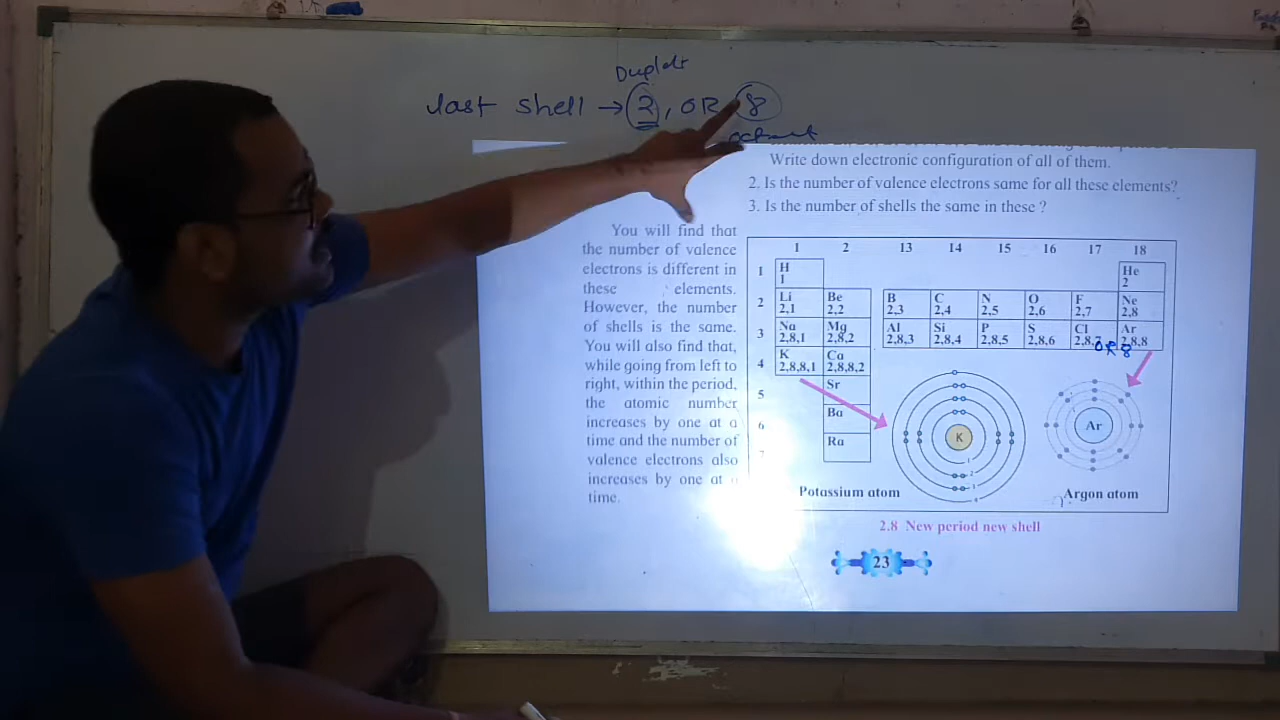 Duplet
last shell → 2, OR 8
Write down electronic configuration of all of them.
2. Is the number of valence electrons same for all these elements?
3. Is the number of shells the same in these ?
You will find that
the number of valence
electrons is different in
these elements.
However, the number
of shells is the same.
You will also find that,
while going from left to
right, within the period,
the atomic number
increases by one at a
time and the number of
valence electrons also
increases by one at a
time.
1 2 13 14 15 16 17 18
1 H He
1 2
2 Li Be B C N O F Ne
2,1 2,2 2,3 2,4 2,5 2,6 2,7 2,8
3 Na Mg Al Si P S Cl Ar
2,8,1 2,8,2 2,8,3 2,8,4 2,8,5 2,8,6 2,8,7 2,8,8
OR 8
4 K Ca
2,8,8,1 2,8,8,2
5 Sr
6 Ba
7 Ra
K
1
2
3
4
Ar
Potassium atom
Argon atom
2.8 New period new shell
23